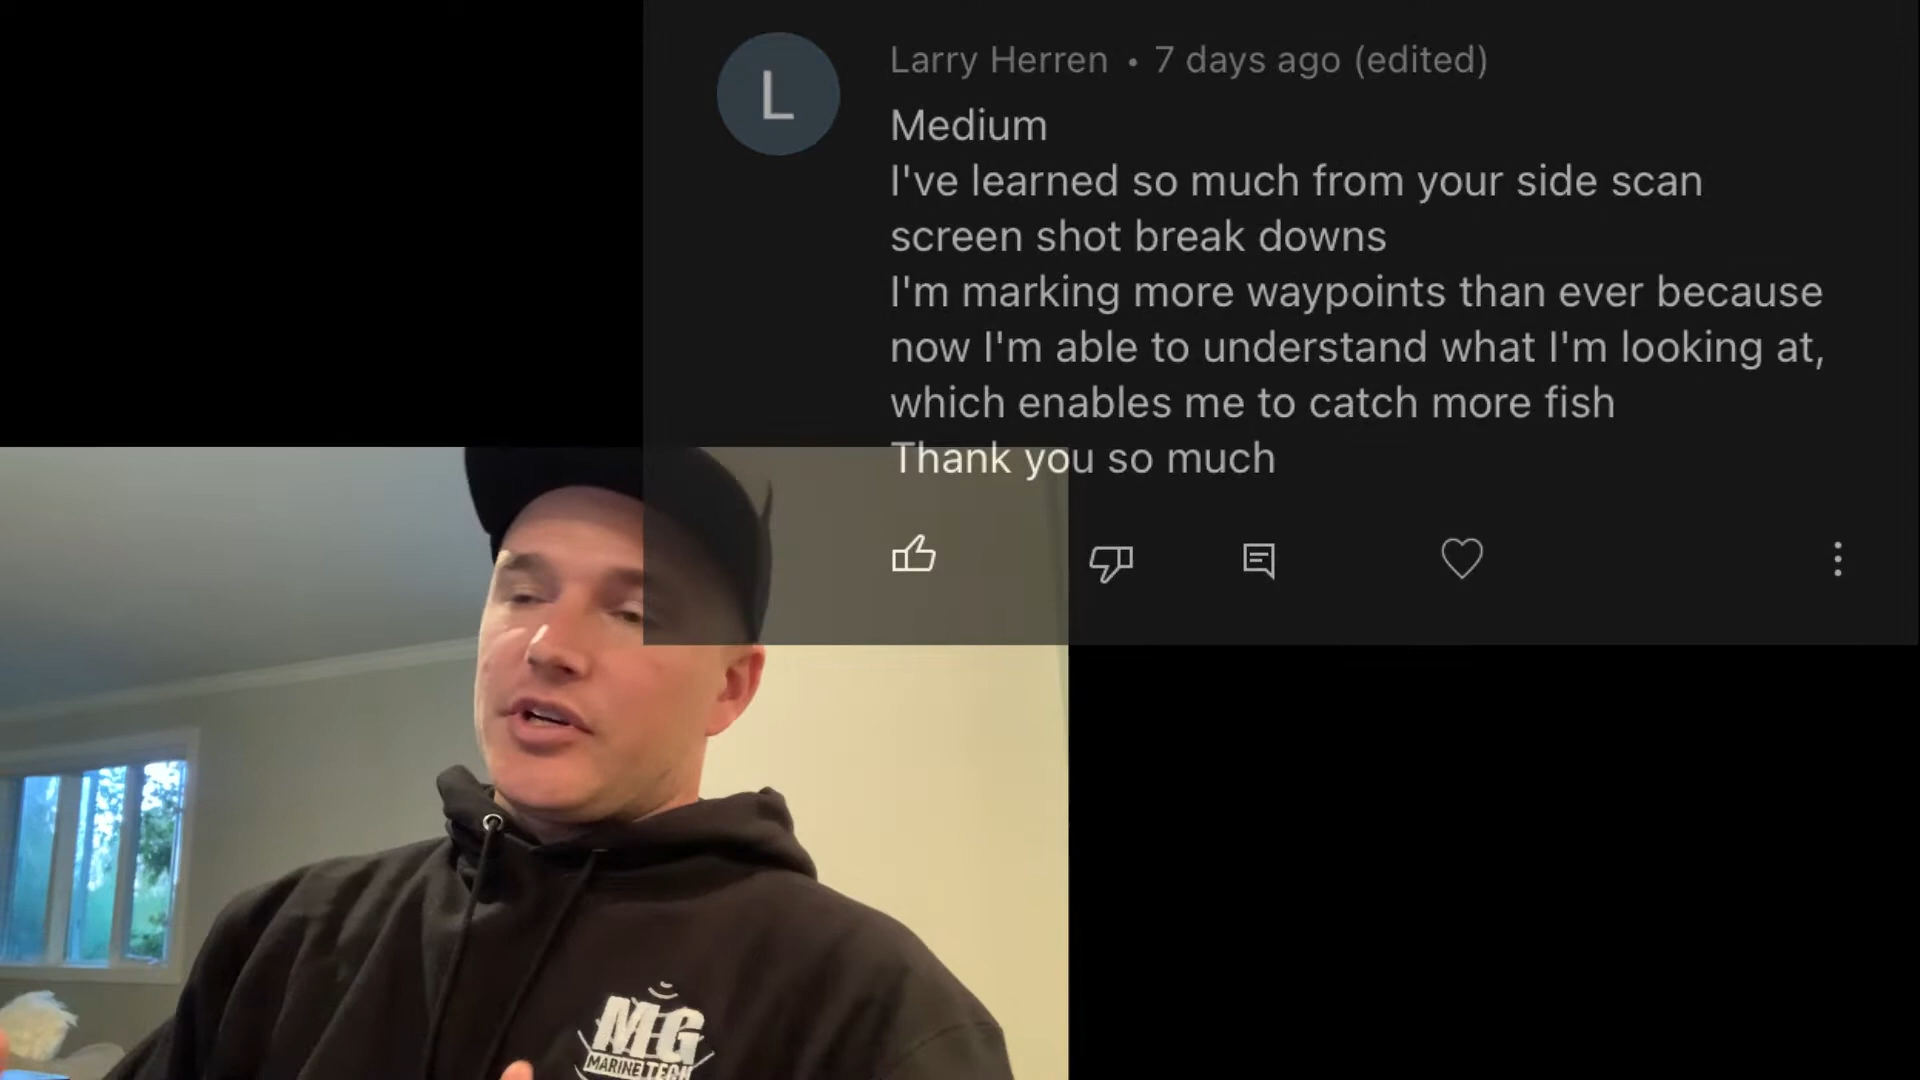 L
Larry Herren • 7 days ago (edited)
Medium
I've learned so much from your side scan
screen shot break downs
I'm marking more waypoints than ever because
now I'm able to understand what I'm looking at,
which enables me to catch more fish
Thank you so much
MG
MARINE TECH